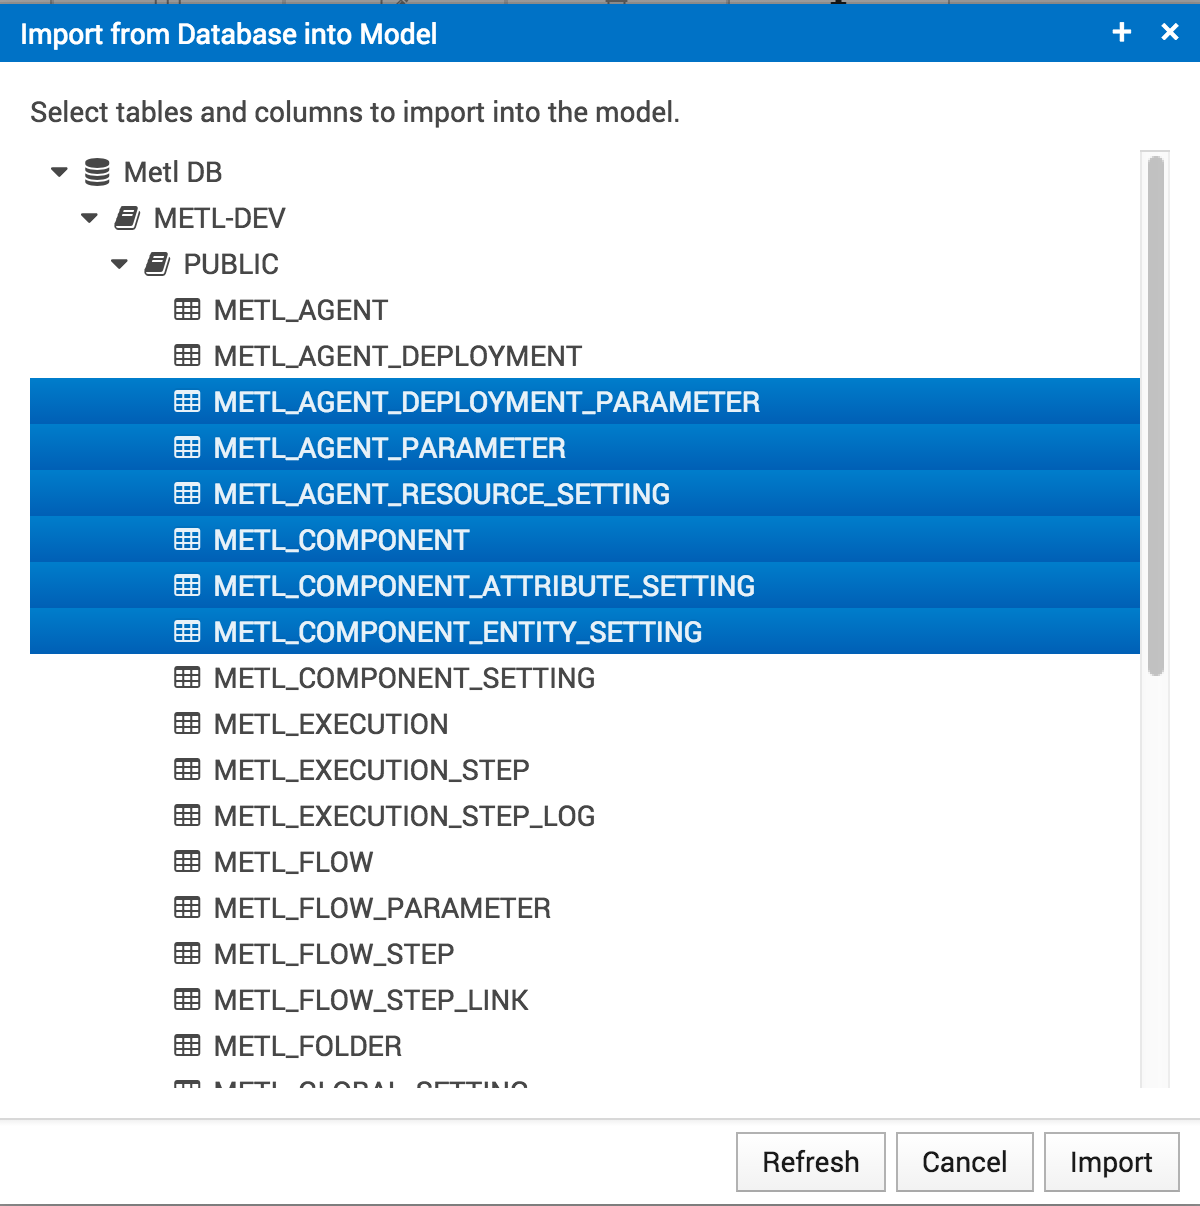 Import from Database into Model
Select tables and columns to import into the model.
Metl DB
METL-DEV
PUBLIC
METL_AGENT
METL_AGENT_DEPLOYMENT
METL_AGENT_DEPLOYMENT_PARAMETER
METL_AGENT_PARAMETER
METL_AGENT_RESOURCE_SETTING
METL_COMPONENT
METL_COMPONENT_ATTRIBUTE_SETTING
METL_COMPONENT_ENTITY_SETTING
METL_COMPONENT_SETTING
METL_EXECUTION
METL_EXECUTION_STEP
METL_EXECUTION_STEP_LOG
METL_FLOW
METL_FLOW_PARAMETER
METL_FLOW_STEP
METL_FLOW_STEP_LINK
METL_FOLDER
METL_GLOBAL_SETTING
Refresh Cancel Import